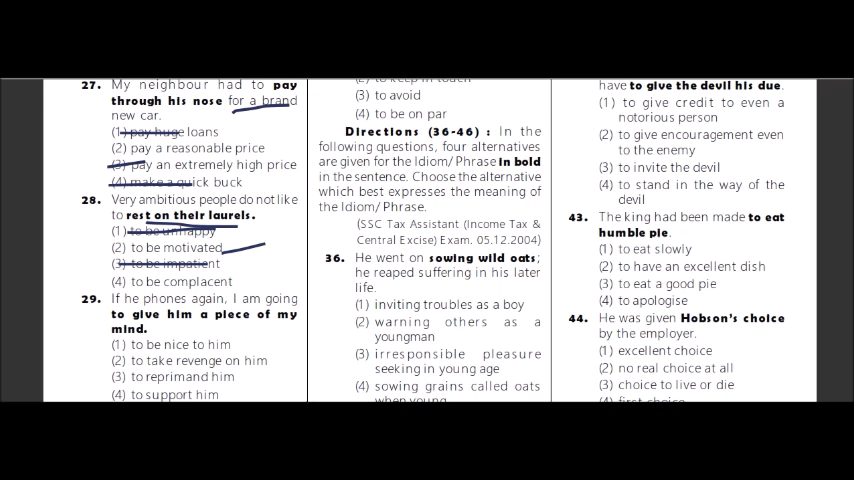 27. My neighbour had to pay
through his nose for a brand
new car.
(1) pay huge loans
(2) pay a reasonable price
(3) pay an extremely high price
(4) make a quick buck
28. Very ambitious people do not like
to rest on their laurels.
(1) to be unhappy
(2) to be motivated
(3) to be impatient
(4) to be complacent
29. If he phones again, I am going
to give him a piece of my
mind.
(1) to be nice to him
(2) to take revenge on him
(3) to reprimand him
(4) to support him
(2) to keep in touch
(3) to avoid
(4) to be on par
Directions (36-46) : In the
following questions, four alternatives
are given for the Idiom/ Phrase in bold
in the sentence. Choose the alternative
which best expresses the meaning of
the Idiom/ Phrase.
(SSC Tax Assistant (Income Tax &
Central Excise) Exam. 05.12.2004)
36. He went on sowing wild oats;
he reaped suffering in his later
life.
(1) inviting troubles as a boy
(2) warning others as a
youngman
(3) irresponsible pleasure
seeking in young age
(4) sowing grains called oats
when young
have to give the devil his due.
(1) to give credit to even a
notorious person
(2) to give encouragement even
to the enemy
(3) to invite the devil
(4) to stand in the way of the
devil
43. The king had been made to eat
humble pie.
(1) to eat slowly
(2) to have an excellent dish
(3) to eat a good pie
(4) to apologise
44. He was given Hobson's choice
by the employer.
(1) excellent choice
(2) no real choice at all
(3) choice to live or die
(4) first choice